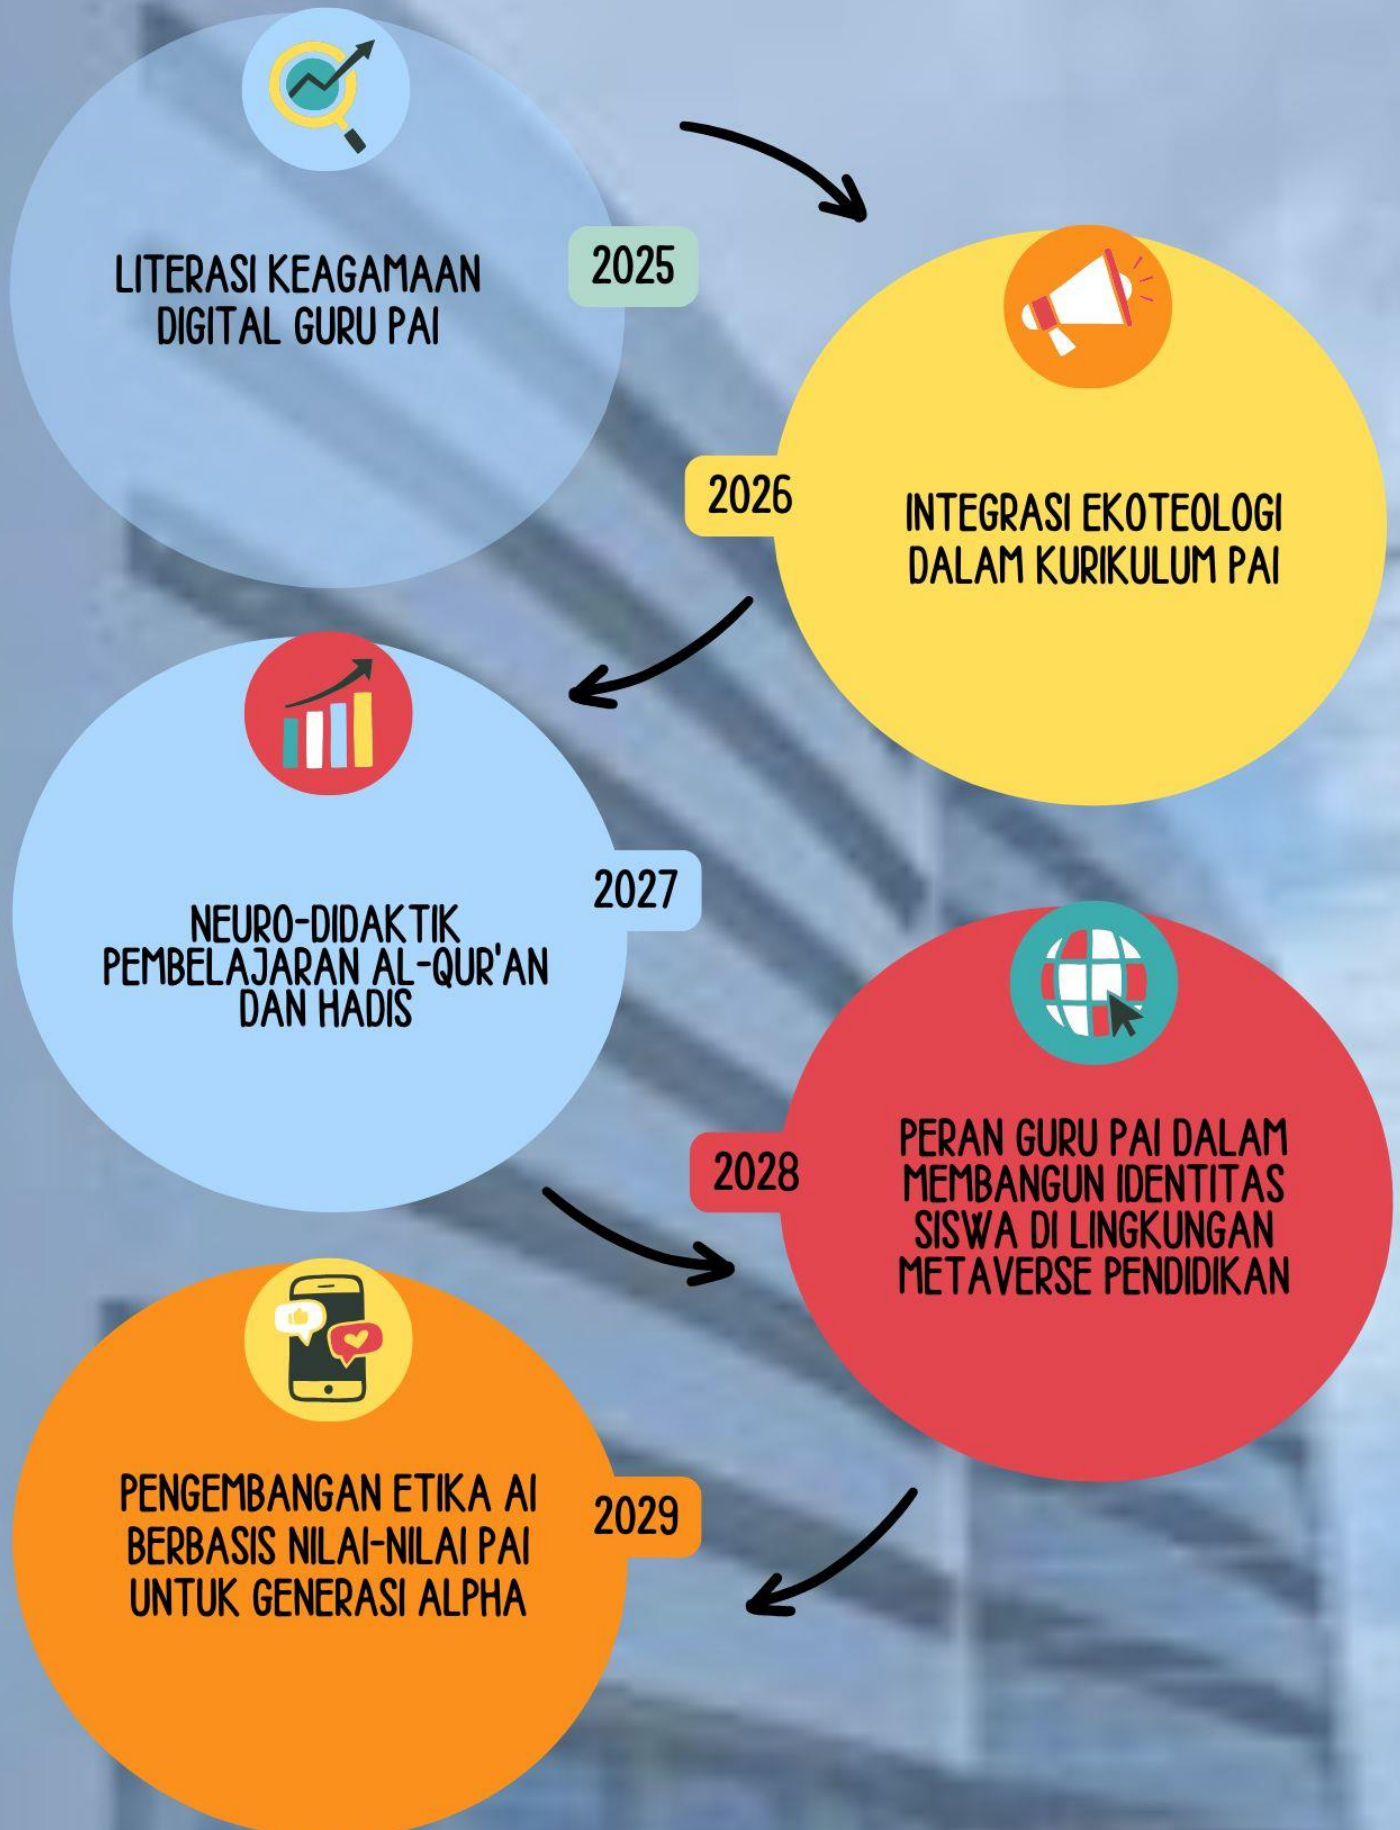 LITERASI KEAGAMAAN
DIGITAL GURU PAI
2025
2026
INTEGRASI EKOTEOLOGI
DALAM KURIKULUM PAI
2027
NEURO-DIDAKTIK
PEMBELAJARAN AL-QUR'AN
DAN HADIS
2028
PERAN GURU PAI DALAM
MEMBANGUN IDENTITAS
SISWA DI LINGKUNGAN
METAVERSE PENDIDIKAN
PENGEMBANGAN ETIKA AI
BERBASIS NILAI-NILAI PAI
UNTUK GENERASI ALPHA
2029